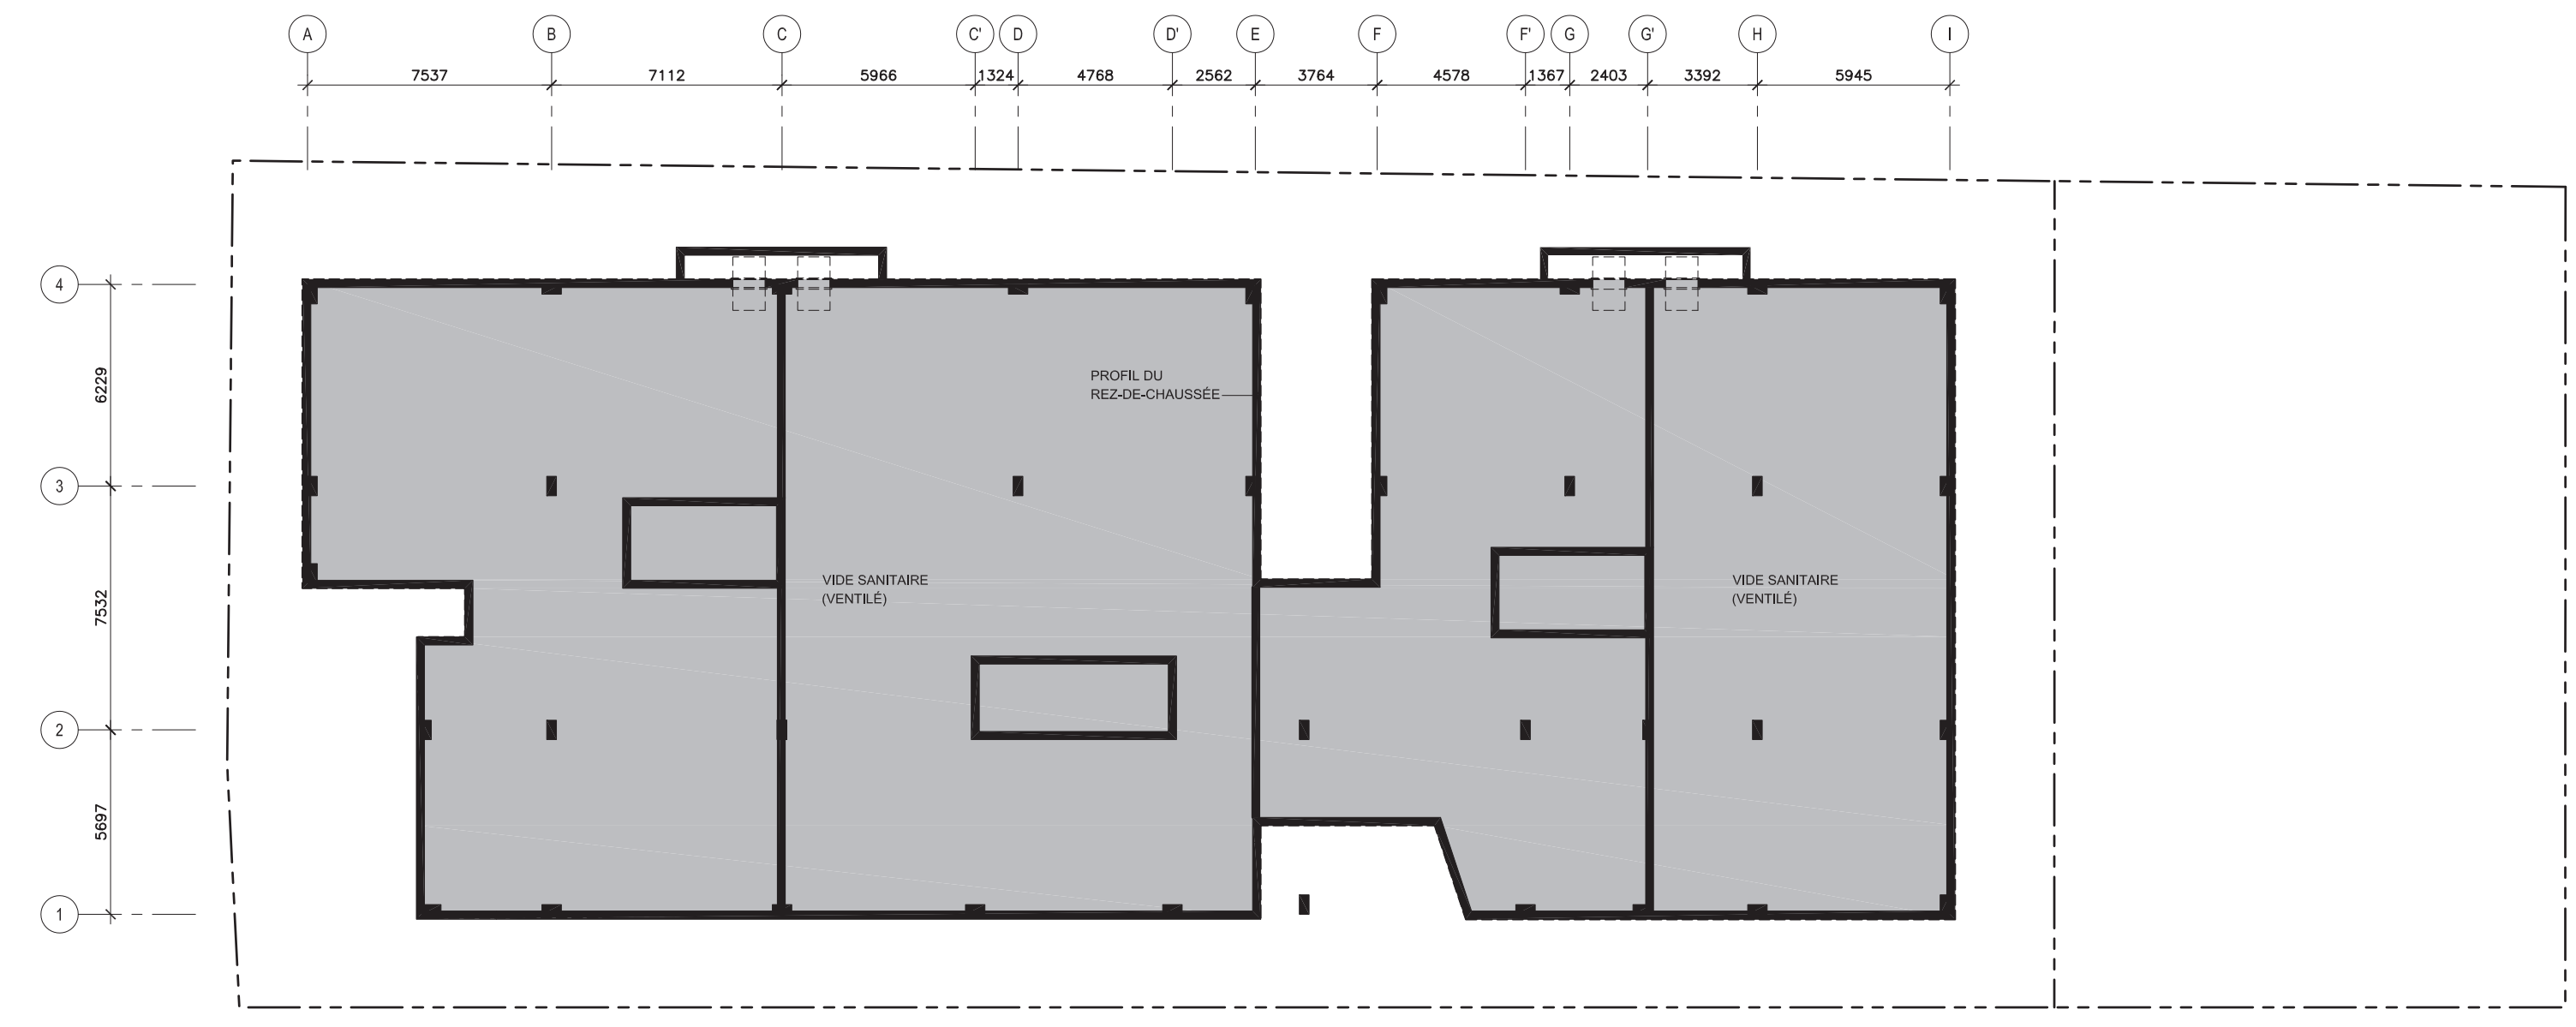 A B C C' D D' E F F' G G' H I
7537 7112 5966 1324 4768 2562 3764 4578 1367 2403 3392 5945
4
6229
3
7532
2
5697
1
PROFIL DU
REZ-DE-CHAUSSÉE
VIDE SANITAIRE
(VENTILÉ)
VIDE SANITAIRE
(VENTILÉ)